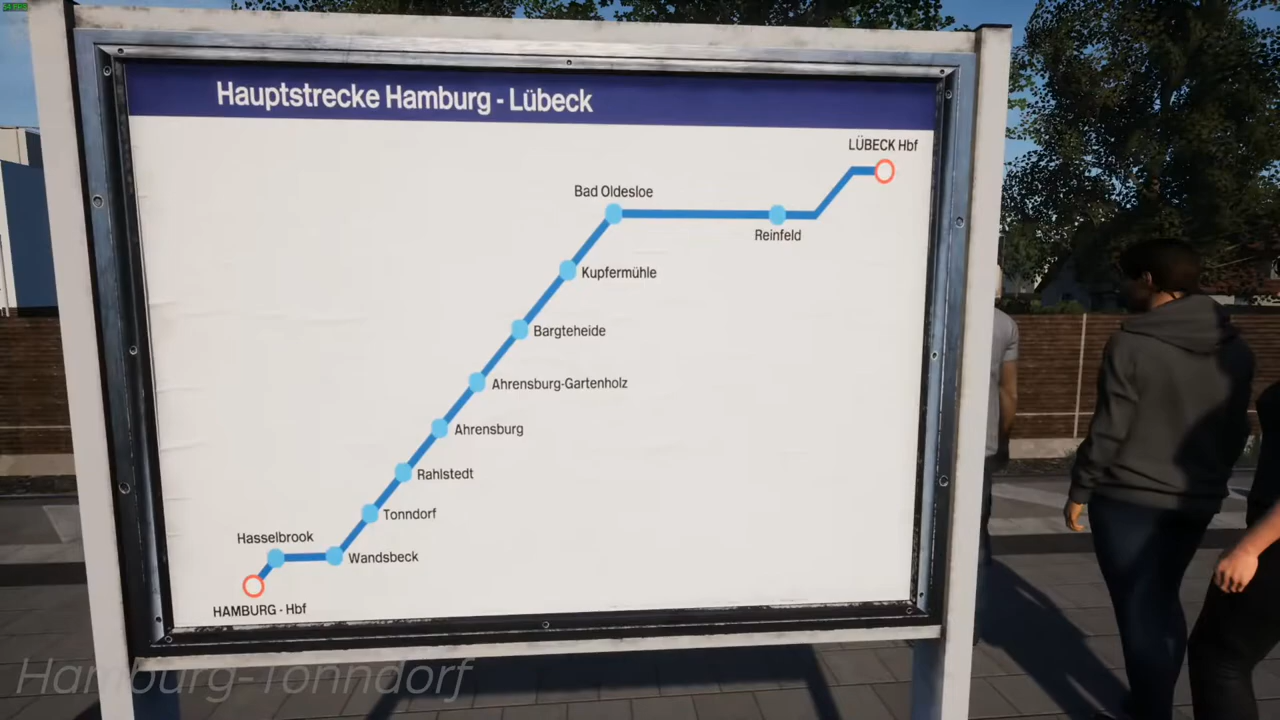 Hauptstrecke Hamburg - Lübeck
LÜBECK Hbf
Bad Oldesloe
Reinfeld
Kupfermühle
Bargteheide
Ahrensburg-Gartenholz
Ahrensburg
Rahlstedt
Tonndorf
Hasselbrook
Wandsbeck
HAMBURG - Hbf
Hamburg-Tonndorf